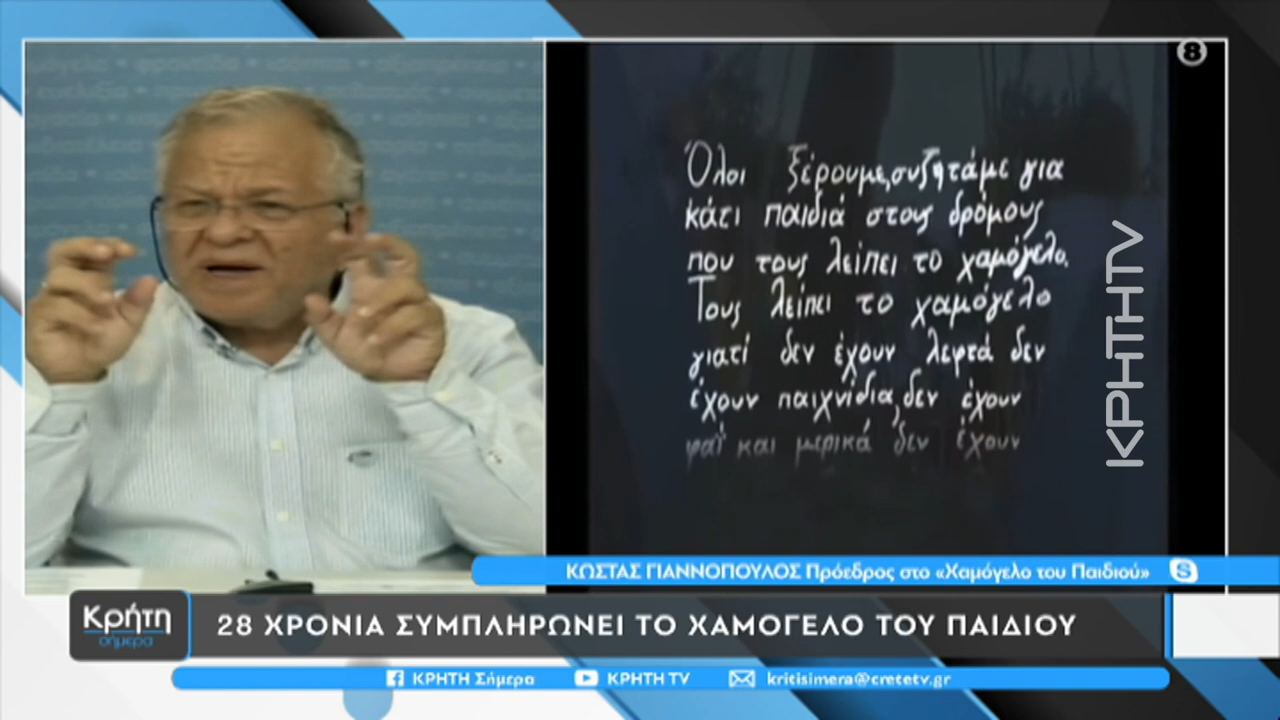 8
Όλοι ξέρουμε, συζητάμε για
κάτι παιδιά στους δρόμους
που τους λείπει το χαμόγελο.
Τους λείπει το χαμόγελο
γιατί δεν έχουν λεφτά δεν
έχουν παιχνίδια, δεν έχουν
φαΐ και μερικά δεν έχουν
ΚΡΗΤΗTV
ΚΩΣΤΑΣ ΓΙΑΝΝΟΠΟΥΛΟΣ Πρόεδρος στο «Χαμόγελο του Παιδιού»
Κρήτη
σήμερα
28 ΧΡΟΝΙΑ ΣΥΜΠΛΗΡΩΝΕΙ ΤΟ ΧΑΜΟΓΕΛΟ ΤΟΥ ΠΑΙΔΙΟΥ
ΚΡΗΤΗ Σήμερα ΚΡΗΤΗ TV kritisimera@cretetv.gr